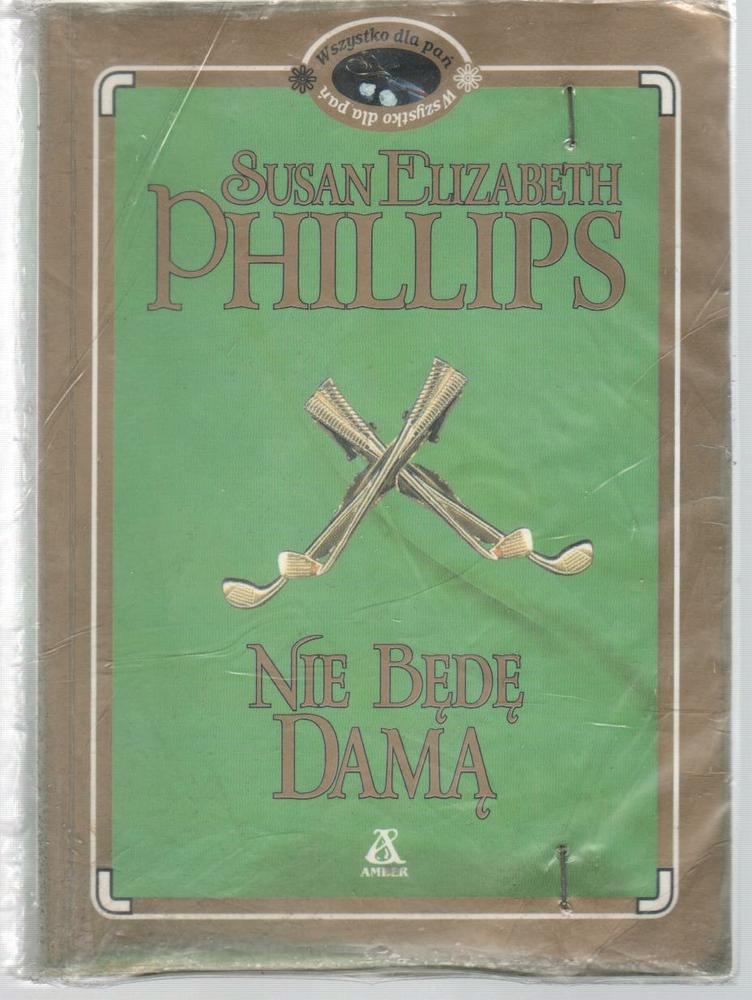 Wszystko dla pań
Wszystko dla pań
SUSAN ELIZABETH
PHILLIPS
NIE BĘDĘ
DAMĄ
A
AMBER